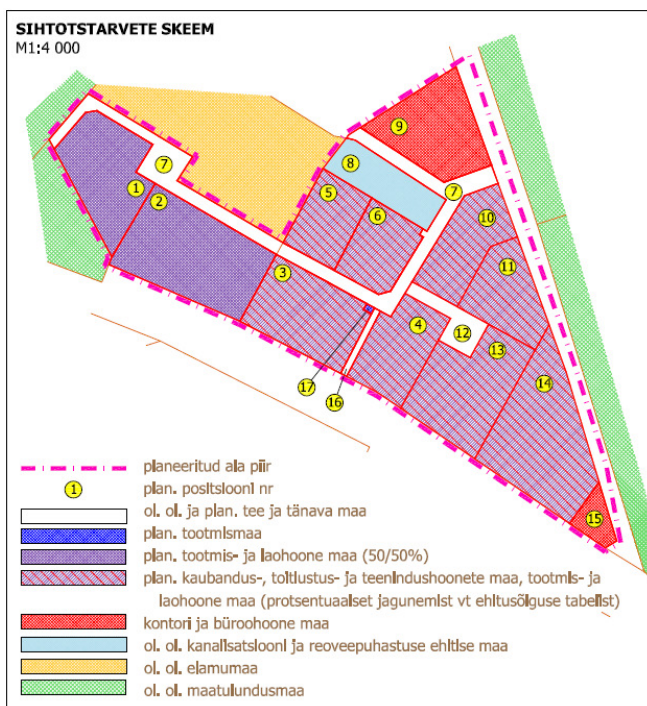 SIHTOTSTARVETE SKEEM
M1:4 000
9
8
7
5
7
1
2
6
10
3
11
4
12
13
14
17
16
15
planeeritud ala piir
1
plan. positsiooni nr
ol. ol. ja plan. tee ja tänava maa
plan. tootmismaa
plan. tootmis- ja laohoone maa (50/50%)
plan. kaubandus-, toitlustus- ja teenindushoonete maa, tootmis- ja
laohoone maa (protsentuaalset jagunemist vt ehitusõiguse tabelist)
kontori ja büroohoone maa
ol. ol. kanalisatsiooni ja reoveepuhastuse ehitise maa
ol. ol. elamumaa
ol. ol. maatulundusmaa